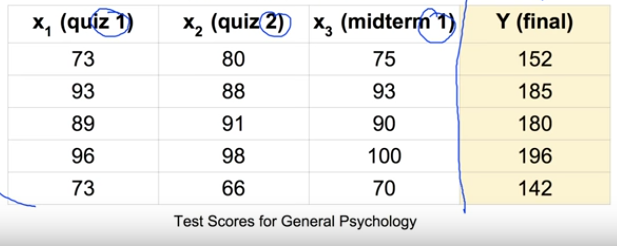 x₁ (quiz 1) x₂ (quiz 2) x₃ (midterm 1) Y (final)
73 80 75 152
93 88 93 185
89 91 90 180
96 98 100 196
73 66 70 142
Test Scores for General Psychology